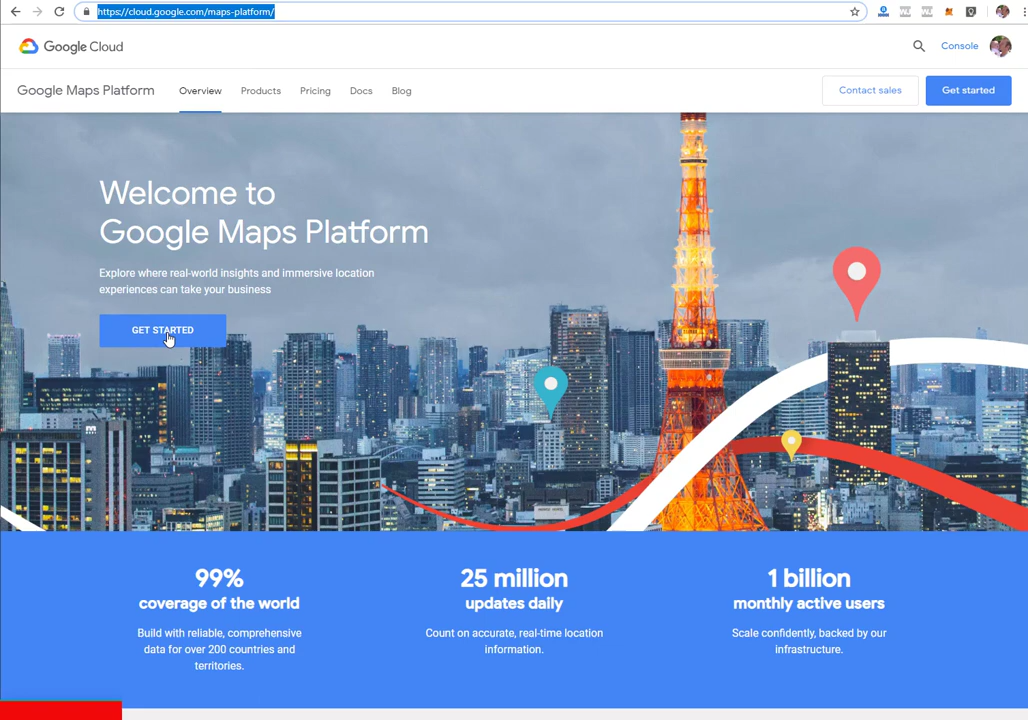 https://cloud.google.com/maps-platform/
Google Cloud
Console
Google Maps Platform
Overview
Products
Pricing
Docs
Blog
Contact sales
Get started
Welcome to
Google Maps Platform
Explore where real-world insights and immersive location
experiences can take your business
GET STARTED
99%
coverage of the world
Build with reliable, comprehensive
data for over 200 countries and
territories.
25 million
updates daily
Count on accurate, real-time location
information.
1 billion
monthly active users
Scale confidently, backed by our
infrastructure.